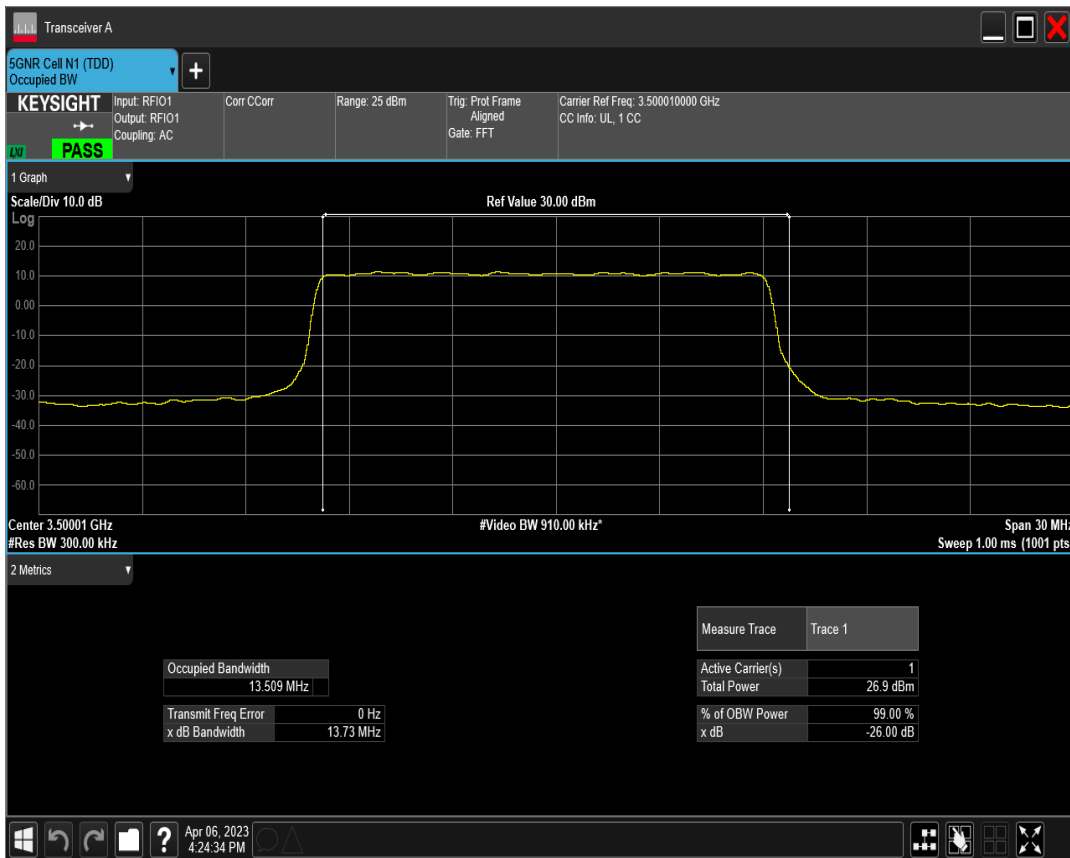 Transceiver A
5GNR Cell N1 (TDD)
Occupied BW
+
KEYSIGHT
LXI
PASS
Input: RFIO1
Output: RFIO1
Coupling: AC
Corr CCorr
Range: 25 dBm
Trig: Prot Frame
Aligned
Gate: FFT
Carrier Ref Freq: 3.500010000 GHz
CC Info: UL, 1 CC
1 Graph
Scale/Div 10.0 dB
Ref Value 30.00 dBm
Log
20.0
10.0
0.00
-10.0
-20.0
-30.0
-40.0
-50.0
-60.0
Center 3.50001 GHz
#Video BW 910.00 kHz*
Span 30 MHz
#Res BW 300.00 kHz
Sweep 1.00 ms (1001 pts
2 Metrics
Measure Trace Trace 1
Occupied Bandwidth
13.509 MHz
Active Carrier(s) 1
Total Power 26.9 dBm
Transmit Freq Error 0 Hz
x dB Bandwidth 13.73 MHz
% of OBW Power 99.00 %
x dB -26.00 dB
?
Apr 06, 2023
4:24:34 PM